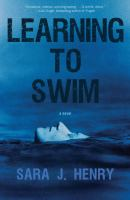 LEARNING
TO
SWIM
A NOVEL
SARA J. HENRY